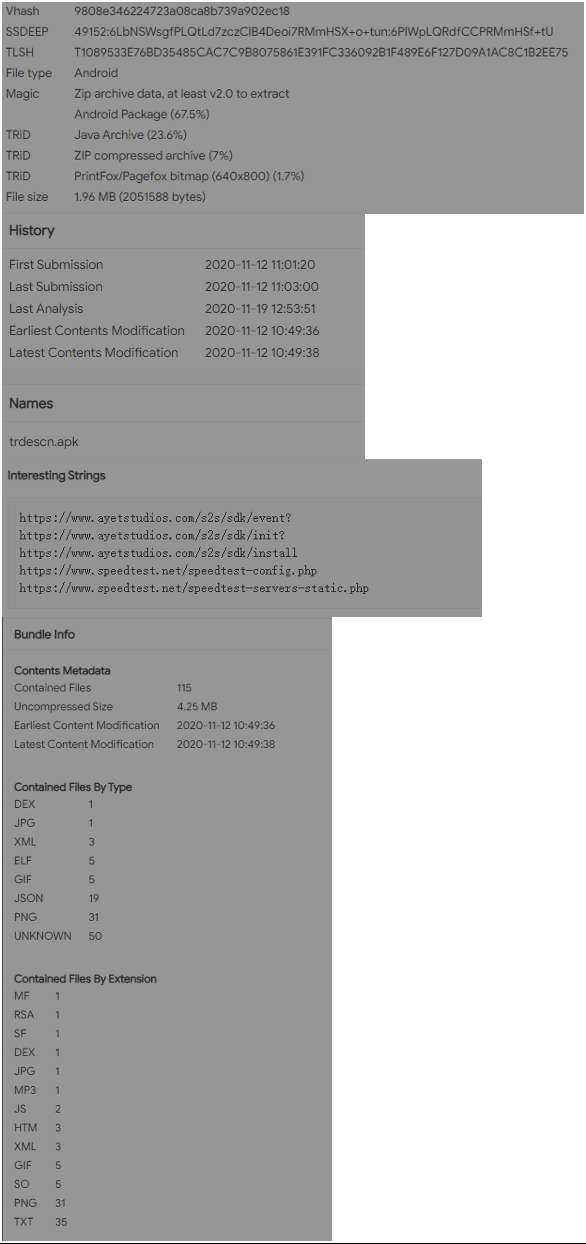 Vhash 9808e346224723a08ca8b739a902ec18
SSDEEP 49152:6LbNSWsgfPLQtLd7zczClB4Deoi7RMmHSX+o+tun:6PlWpLQRdfCCPRMmHSf+tU
TLSH T1089533E76BD35485CAC7C9B8075861E391FC336092B1F489E6F127D09A1AC8C1B2EE75
File type Android
Magic Zip archive data, at least v2.0 to extract
Android Package (67.5%)
TRiD Java Archive (23.6%)
TRiD ZIP compressed archive (7%)
TRiD PrintFox/Pagefox bitmap (640x800) (1.7%)
File size 1.96 MB (2051588 bytes)
History
First Submission 2020-11-12 11:01:20
Last Submission 2020-11-12 11:03:00
Last Analysis 2020-11-19 12:53:51
Earliest Contents Modification 2020-11-12 10:49:36
Latest Contents Modification 2020-11-12 10:49:38
Names
trdescn.apk
Interesting Strings
https://www.ayetstudios.com/s2s/sdk/event?
https://www.ayetstudios.com/s2s/sdk/init?
https://www.ayetstudios.com/s2s/sdk/install
https://www.speedtest.net/speedtest-config.php
https://www.speedtest.net/speedtest-servers-static.php
Bundle Info
Contents Metadata
Contained Files 115
Uncompressed Size 4.25 MB
Earliest Content Modification 2020-11-12 10:49:36
Latest Content Modification 2020-11-12 10:49:38
Contained Files By Type
DEX 1
JPG 1
XML 3
ELF 5
GIF 5
JSON 19
PNG 31
UNKNOWN 50
Contained Files By Extension
MF 1
RSA 1
SF 1
DEX 1
JPG 1
MP3 1
JS 2
HTM 3
XML 3
GIF 5
SO 5
PNG 31
TXT 35